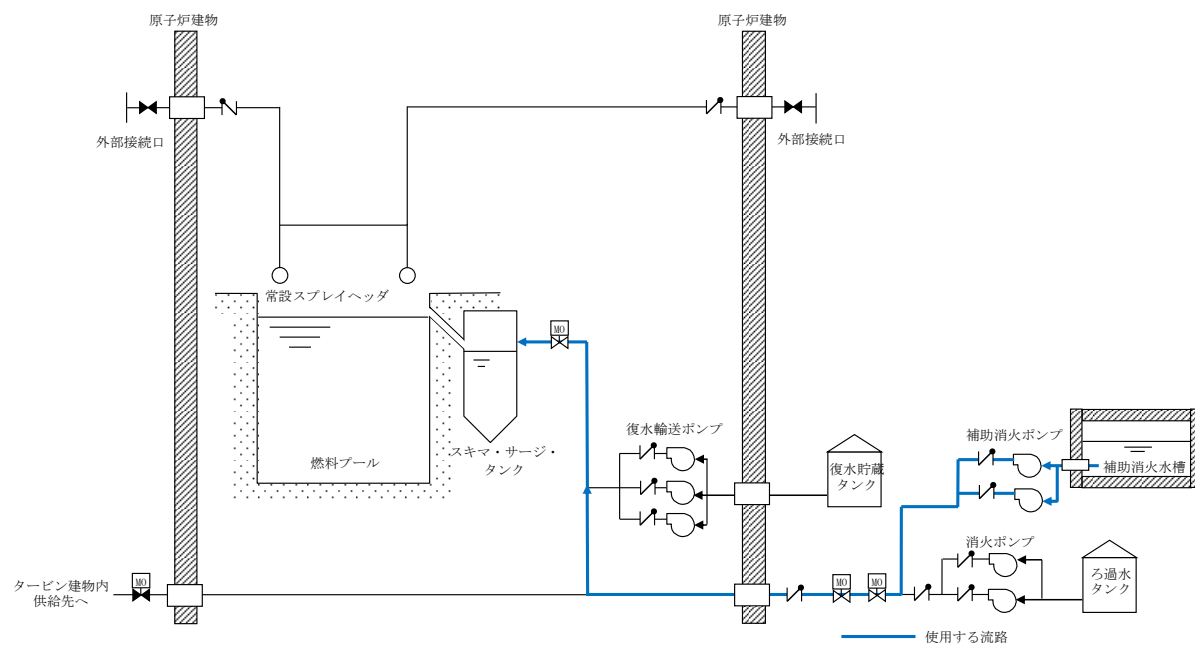 原子炉建物
原子炉建物
外部接続口
外部接続口
常設スプレイヘッダ
MO
復水輸送ポンプ
補助消火ポンプ
スキマ・サージ・
タンク
燃料プール
復水貯蔵
タンク
補助消火水槽
消火ポンプ
ろ過水
タンク
タービン建物内
供給先へ
MO
MO
MO
使用する流路